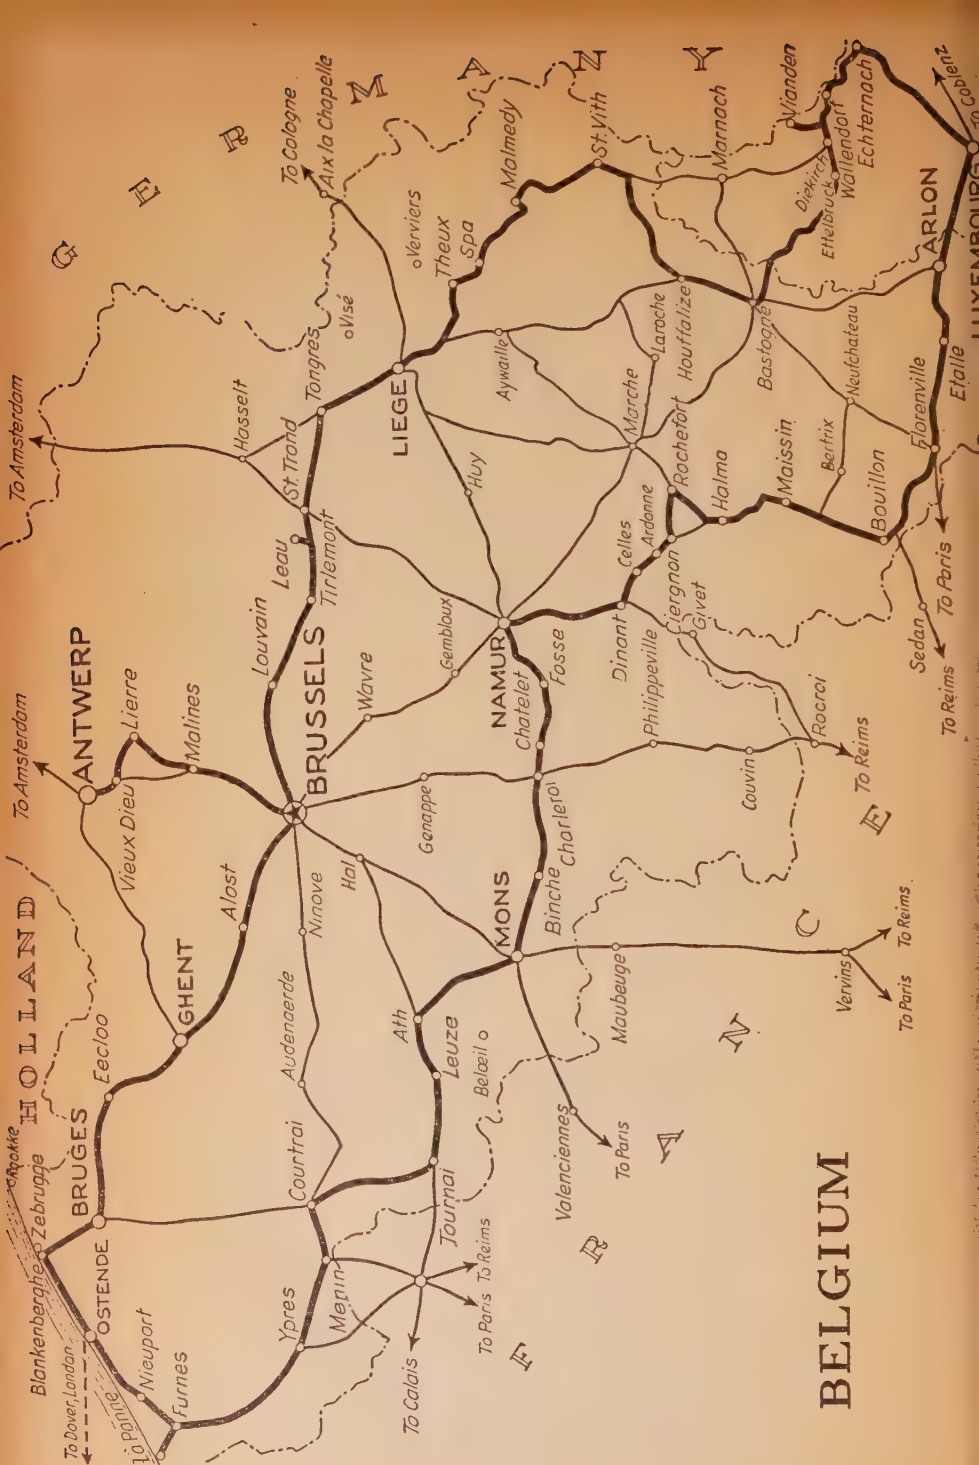 BELGIUM
HOLLAND
GERMANY
FRANCE
Knokke
Zebrugge
Blankenberghe
BRUGES
OSTENDE
To Dover, London
Nieuport
La Panne
Furnes
Eecloo
GHENT
Alost
To Amsterdam
ANTWERP
Vieux Dieu
Lierre
Malines
BRUSSELS
Louvain
Leau
Tirlemont
St. Trond
Hasselt
To Amsterdam
Tongres
Visé
LIEGE
To Cologne
Aix la Chapelle
Verviers
Theux
Spa
Malmedy
St. Vith
Marnach
Vianden
Diekirch
Ettelbruck
Wallendorf
Echternach
To Coblenz
LUXEMBOURG
ARLON
Etalle
Florenville
Neufchateau
Bastogne
Houffalize
Laroche
Marche
Aywaille
Huy
Rochefort
Halma
Maissin
Bertrix
Bouillon
To Paris
Sedan
To Reims
Celles
Ardenne
Ciergnon
Givet
Dinant
NAMUR
Fosse
Chatelet
Gembloux
Wavre
Genappe
Charleroi
Philippeville
Couvin
Rocroi
To Reims
Binche
MONS
Hal
Ninove
Audenaerde
Courtrai
Ath
Leuze
Belœil
Tournai
Ypres
Menin
To Calais
To Paris
To Reims
Valenciennes
To Paris
Maubeuge
Vervins
To Paris
To Reims